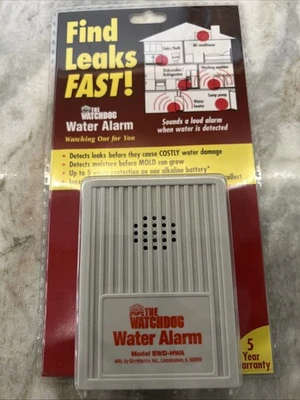 Find
Leaks
FAST!
Air conditioner
Washing machine
Sump pump
Water
heater
THE
WATCHDOG
Water Alarm
Watching Out for You
Sounds a loud alarm
when water is detected
• Detects leaks before they cause COSTLY water damage
• Detects moisture before MOLD can grow
• Up to 5 years protection on one alkaline battery*
collect
THE
WATCHDOG
Water Alarm
Model BWD-HWA
5
Year
Warranty